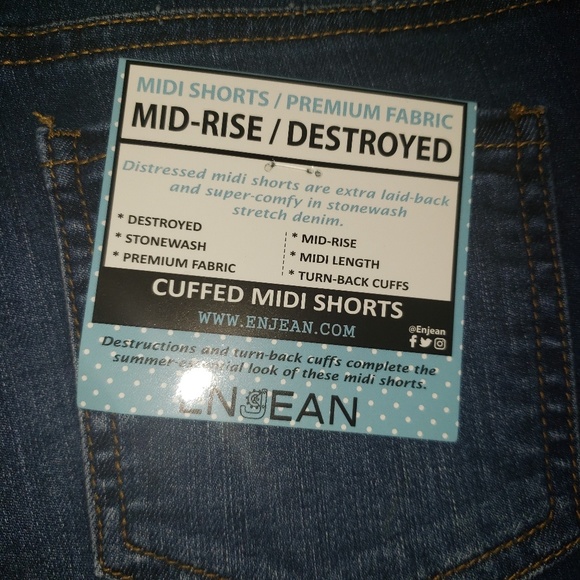 MIDI SHORTS / PREMIUM FABRIC
MID-RISE / DESTROYED
Distressed midi shorts are extra laid-back
and super-comfy in stonewash
stretch denim.
* DESTROYED
* STONEWASH
* PREMIUM FABRIC
* MID-RISE
* MIDI LENGTH
* TURN-BACK CUFFS
CUFFED MIDI SHORTS
WWW.ENJEAN.COM
@Enjean
Destructions and turn-back cuffs complete the
summer-essential look of these midi shorts.
ENJEAN